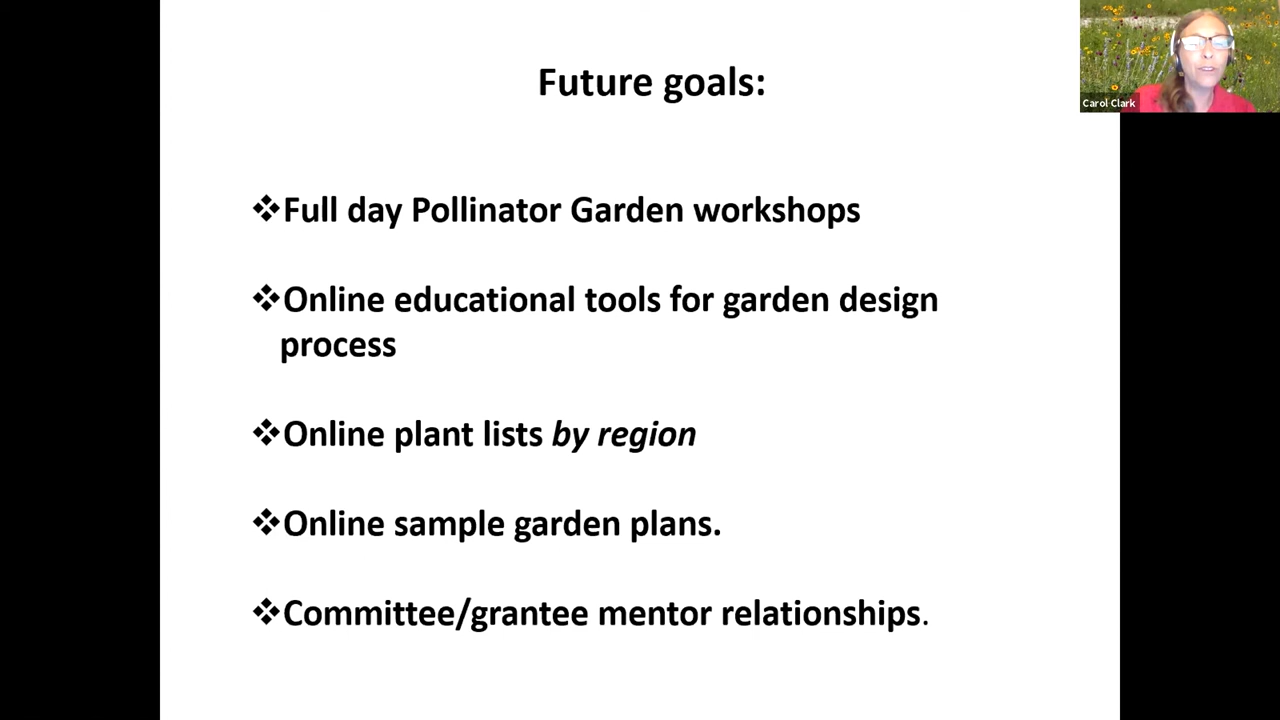 Future goals:
Carol Clark
❖Full day Pollinator Garden workshops
❖Online educational tools for garden design
process
❖Online plant lists by region
❖Online sample garden plans.
❖Committee/grantee mentor relationships.